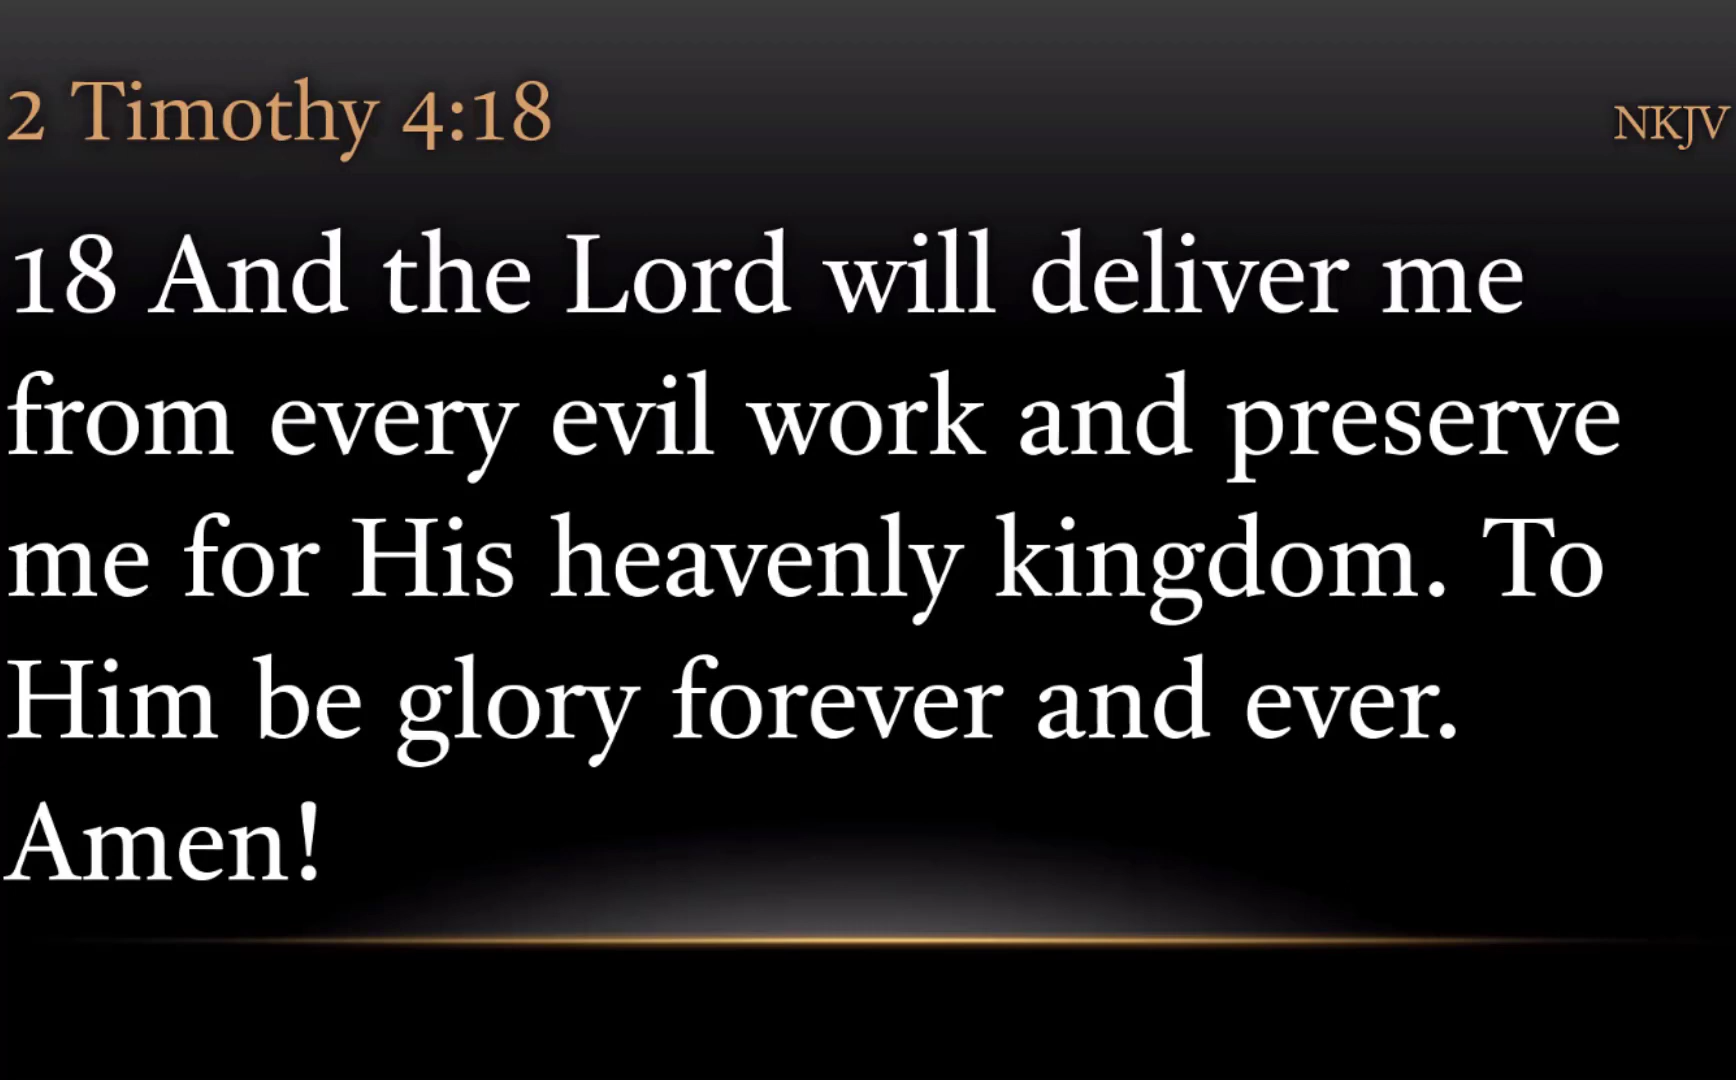 2 Timothy 4:18 NKJV
18 And the Lord will deliver me
from every evil work and preserve
me for His heavenly kingdom. To
Him be glory forever and ever.
Amen!